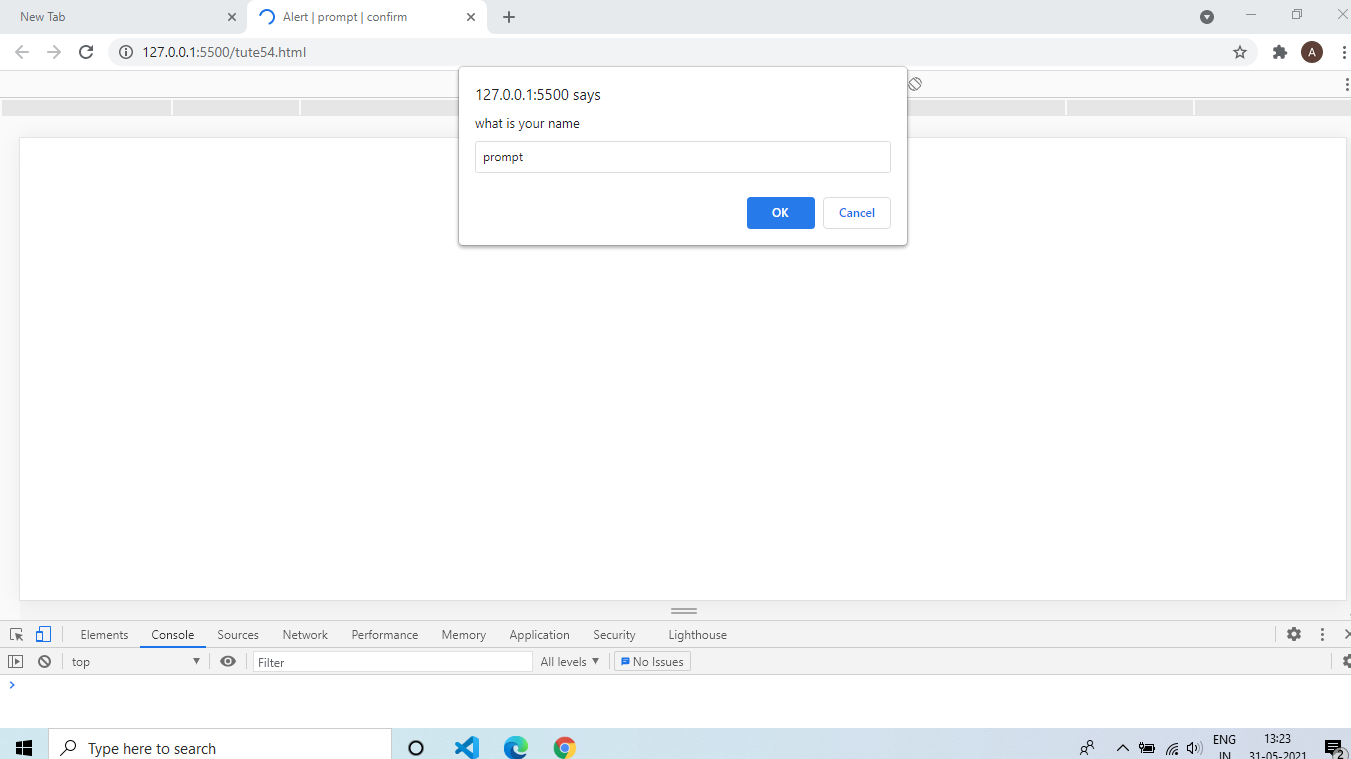 New Tab
Alert | prompt | confirm
127.0.0.1:5500/tute54.html
A
127.0.0.1:5500 says
what is your name
prompt
OK
Cancel
Elements Console Sources Network Performance Memory Application Security Lighthouse
top
Filter
All levels
No Issues
Type here to search
ENG
IN
13:23
31-05-2021
2